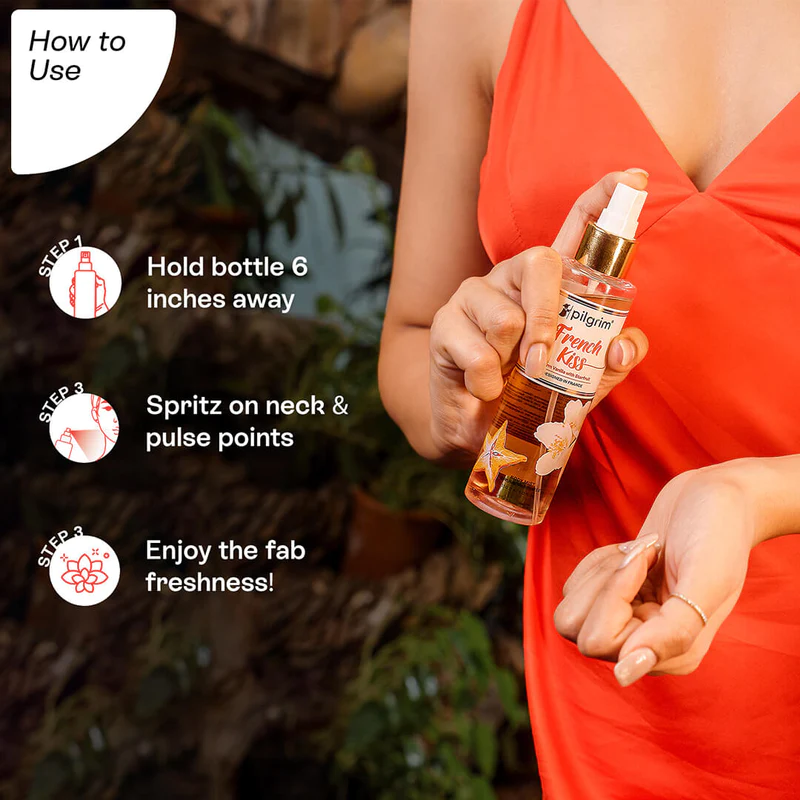 How to
Use
STEP 1
Hold bottle 6
inches away
STEP 3
Spritz on neck &
pulse points
STEP 3
Enjoy the fab
freshness!
pilgrim
French
Kiss
Vanilla with Starfruit
DESIGNED IN FRANCE